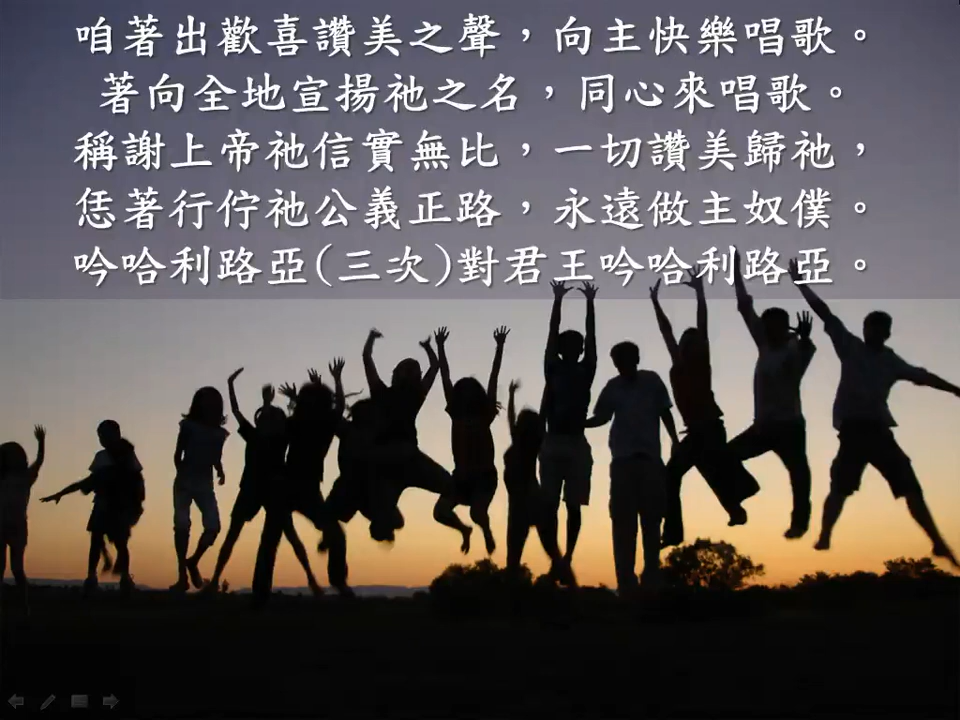 咱著出歡喜讚美之聲，向主快樂唱歌。
著向全地宣揚祂之名，同心來唱歌。
稱謝上帝祂信實無比，一切讚美歸祂，
恁著行佇祂公義正路，永遠做主奴僕。
吟哈利路亞(三次)對君王吟哈利路亞。